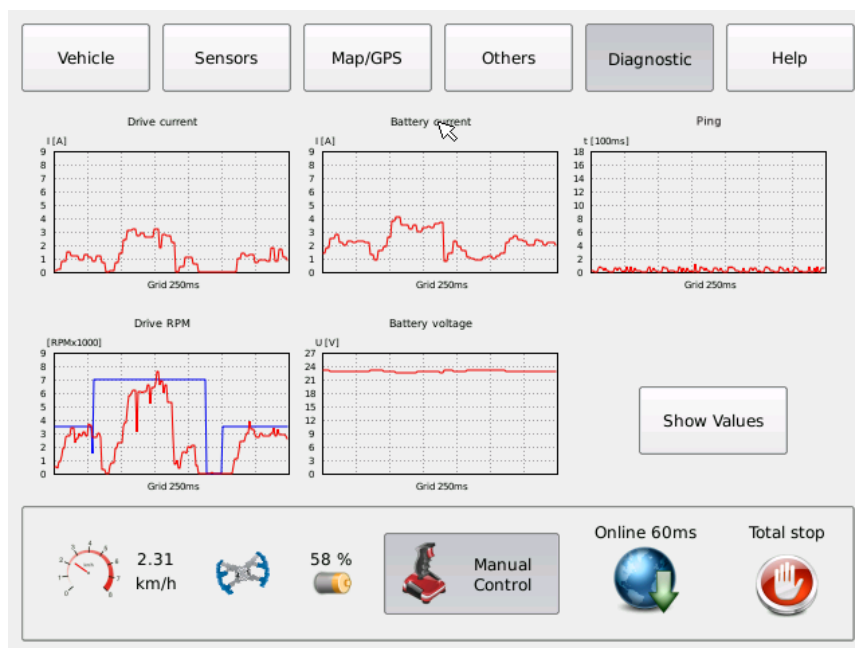 Vehicle
Sensors
Map/GPS
Others
Diagnostic
Help
Drive current
I [A]
9
8
7
6
5
4
3
2
1
0
Grid 250ms
Battery current
I [A]
9
8
7
6
5
4
3
2
1
0
Grid 250ms
Ping
t [100ms]
18
16
14
12
10
8
6
4
2
0
Grid 250ms
Drive RPM
[RPMx1000]
9
8
7
6
5
4
3
2
1
0
Grid 250ms
Battery voltage
U [V]
27
24
21
18
15
12
9
6
3
0
Grid 250ms
Show Values
2.31
km/h
58 %
Manual
Control
Online 60ms
Total stop